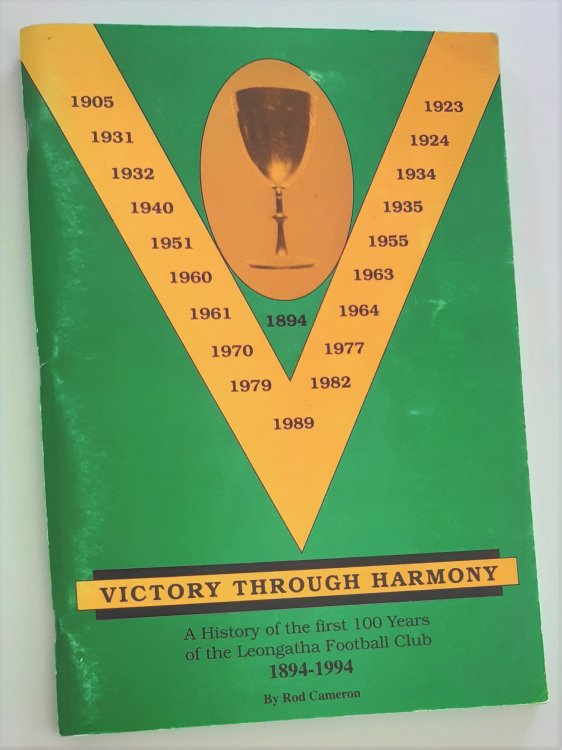 1905 1923
1931 1924
1932 1934
1940 1935
1951 1955
1960 1963
1961 1894 1964
1970 1977
1979 1982
1989
VICTORY THROUGH HARMONY
A History of the first 100 Years
of the Leongatha Football Club
1894-1994
By Rod Cameron